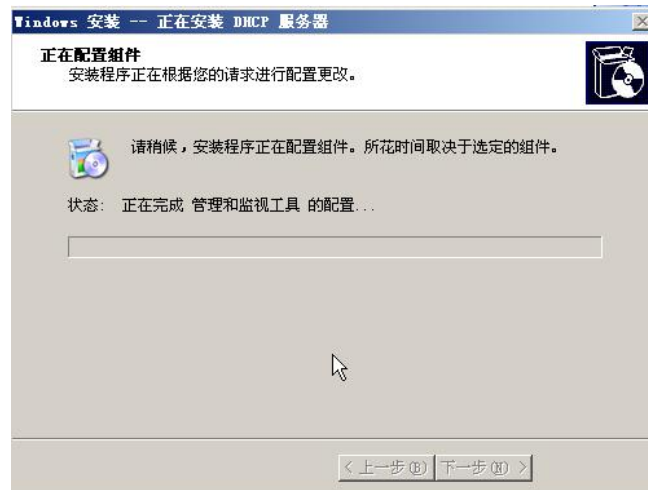 Windows 安装 -- 正在安装 DHCP 服务器
正在配置组件
安装程序正在根据您的请求进行配置更改。
请稍候，安装程序正在配置组件。所花时间取决于选定的组件。
状态: 正在完成 管理和监视工具 的配置...
< 上一步(B) 下一步(N) >